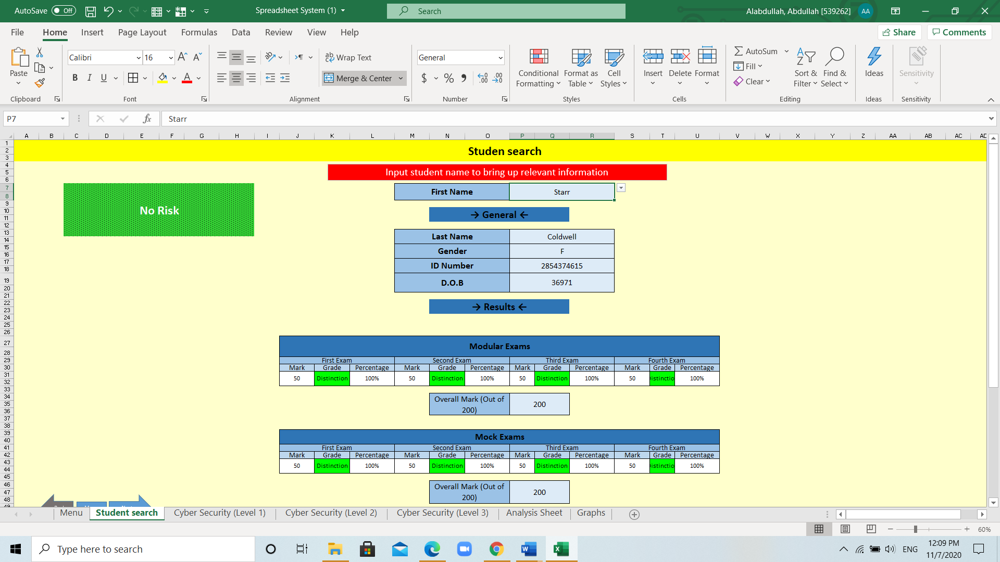 AutoSave Off Spreadsheet System (1) Search Alabdullah, Abdullah [539262] AA
File Home Insert Page Layout Formulas Data Review View Help Share Comments
Paste
Clipboard
Calibri 16
B I U
Font
Wrap Text
Merge & Center
Alignment
General
$ % 9
Number
Conditional Formatting
Format as Table
Cell Styles
Styles
Insert Delete Format
Cells
AutoSum
Fill
Clear
Sort & Filter
Find & Select
Editing
Ideas
Ideas
Sensitivity
Sensitivity
P7 fx Starr
A B C D E F G H I J K L M N O P Q R S T U V W X Y Z AA AB AC
1
2
3
4
5
6
7
8
9
10
11
12
13
14
15
16
17
18
19
20
21
22
23
24
25
26
27
28
29
30
31
32
33
34
35
36
37
38
39
40
41
42
43
44
45
46
47
48
Studen search
Input student name to bring up relevant information
No Risk
First Name Starr
→ General ←
Last Name Coldwell
Gender F
ID Number 2854374615
D.O.B 36971
→ Results ←
Modular Exams
First Exam Second Exam Third Exam Fourth Exam
Mark Grade Percentage Mark Grade Percentage Mark Grade Percentage Mark Grade Percentage
50 Distinction 100% 50 Distinction 100% 50 Distinction 100% 50 istinctio 100%
Overall Mark (Out of
200)
200
Mock Exams
First Exam Second Exam Third Exam Fourth Exam
Mark Grade Percentage Mark Grade Percentage Mark Grade Percentage Mark Grade Percentage
50 Distinction 100% 50 Distinction 100% 50 Distinction 100% 50 istinctio 100%
Overall Mark (Out of
200)
200
Menu Student search Cyber Security (Level 1) Cyber Security (Level 2) Cyber Security (Level 3) Analysis Sheet Graphs
60%
Type here to search
ENG
12:09 PM
11/7/2020